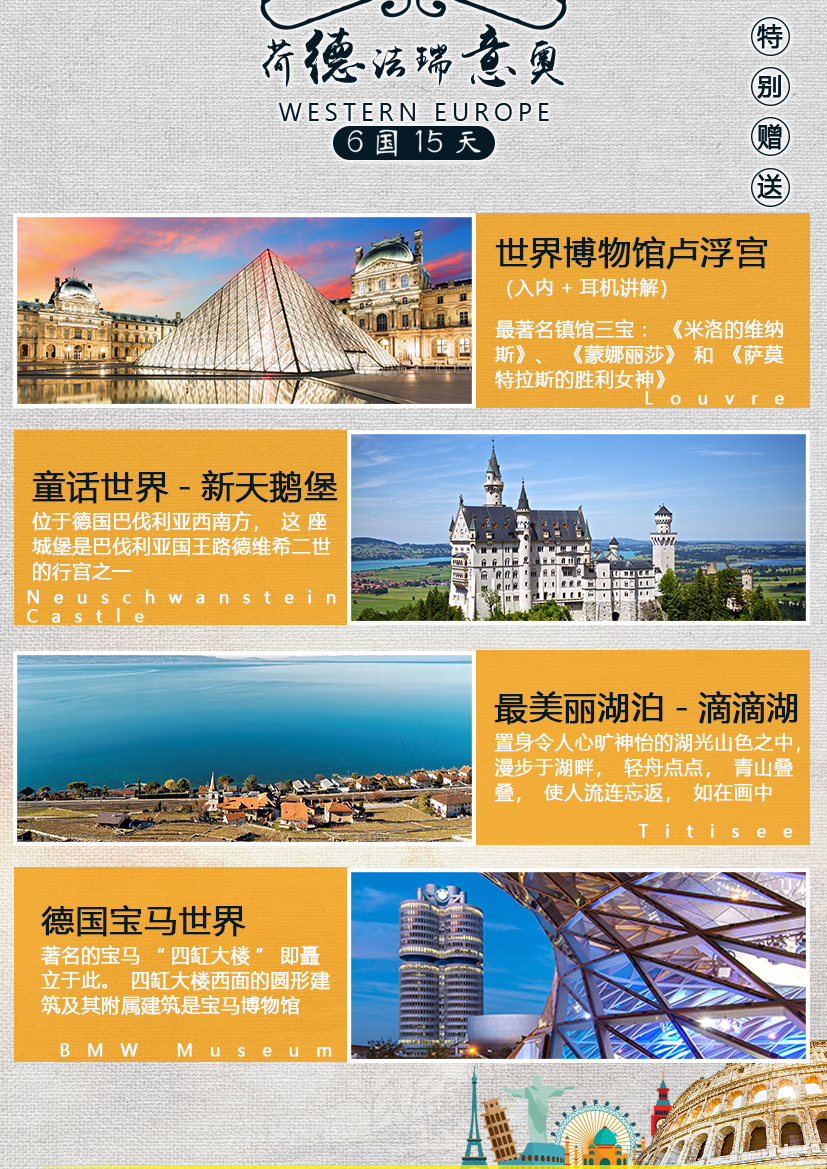 荷德法瑞意奥
WESTERN EUROPE
6 国 15 天
特
别
赠
送
世界博物馆卢浮宫
(入内 + 耳机讲解)
最著名镇馆三宝： 《米洛的维纳
斯》、 《蒙娜丽莎》 和 《萨莫
特拉斯的胜利女神》
Louvre
童话世界 - 新天鹅堡
位于德国巴伐利亚西南方， 这 座
城堡是巴伐利亚国王路德维希二世
的行宫之一
Neuschwanstein
Castle
最美丽湖泊 - 滴滴湖
置身令人心旷神怡的湖光山色之中，
漫步于湖畔， 轻舟点点， 青山叠
叠， 使人流连忘返， 如在画中
Titisee
德国宝马世界
著名的宝马 “ 四缸大楼 ” 即矗
立于此。 四缸大楼西面的圆形建
筑及其附属建筑是宝马博物馆
BMW Museum